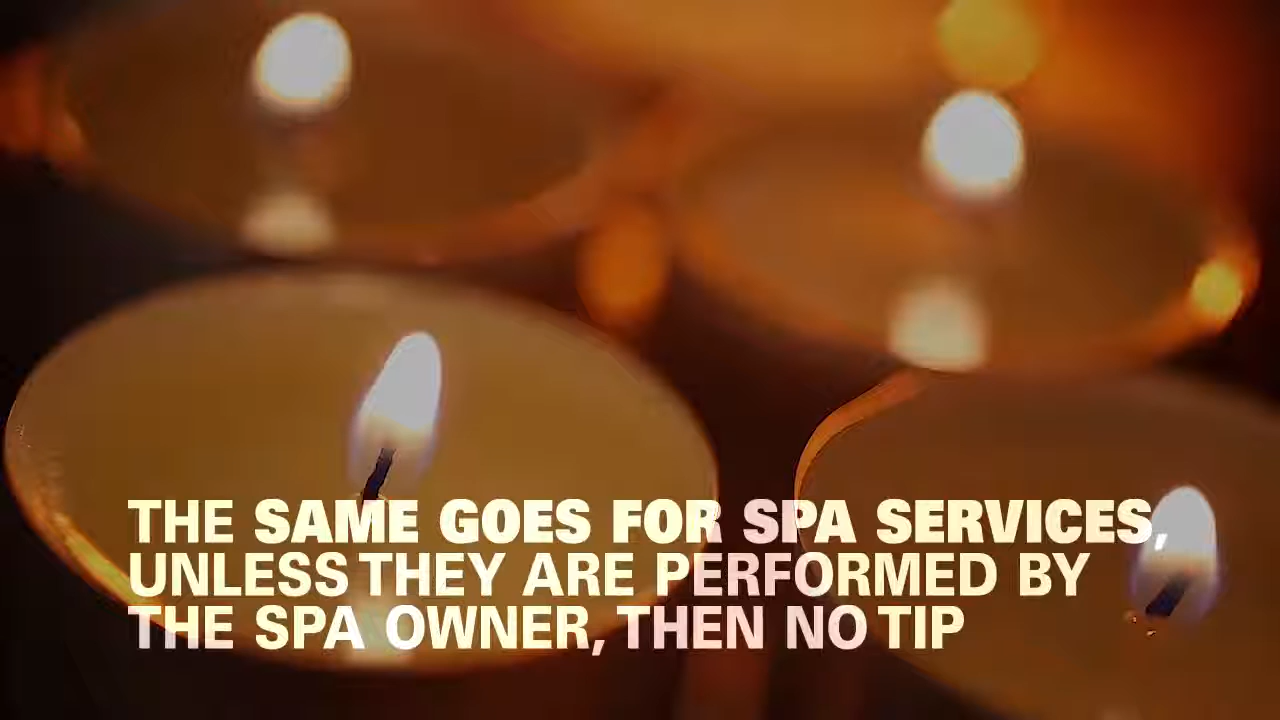 THE SAME GOES FOR SPA SERVICES,
UNLESS THEY ARE PERFORMED BY
THE SPA OWNER, THEN NO TIP